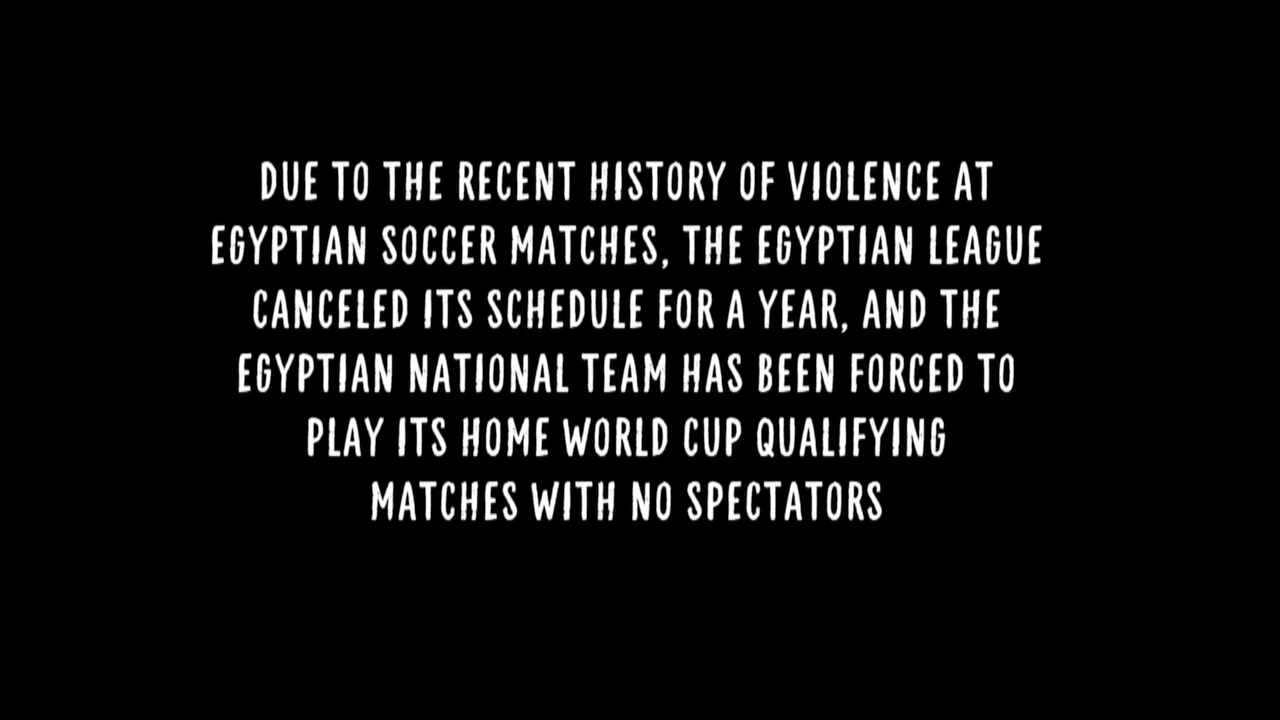 DUE TO THE RECENT HISTORY OF VIOLENCE AT
EGYPTIAN SOCCER MATCHES, THE EGYPTIAN LEAGUE
CANCELED ITS SCHEDULE FOR A YEAR, AND THE
EGYPTIAN NATIONAL TEAM HAS BEEN FORCED TO
PLAY ITS HOME WORLD CUP QUALIFYING
MATCHES WITH NO SPECTATORS